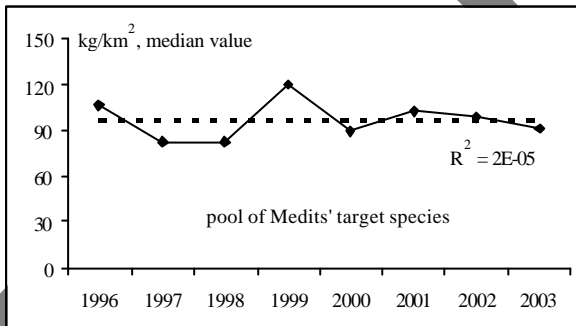 150
kg/km², median value
120
90
R² = 2E-05
60
30
pool of Medits' target species
0
1996 1997 1998 1999 2000 2001 2002 2003